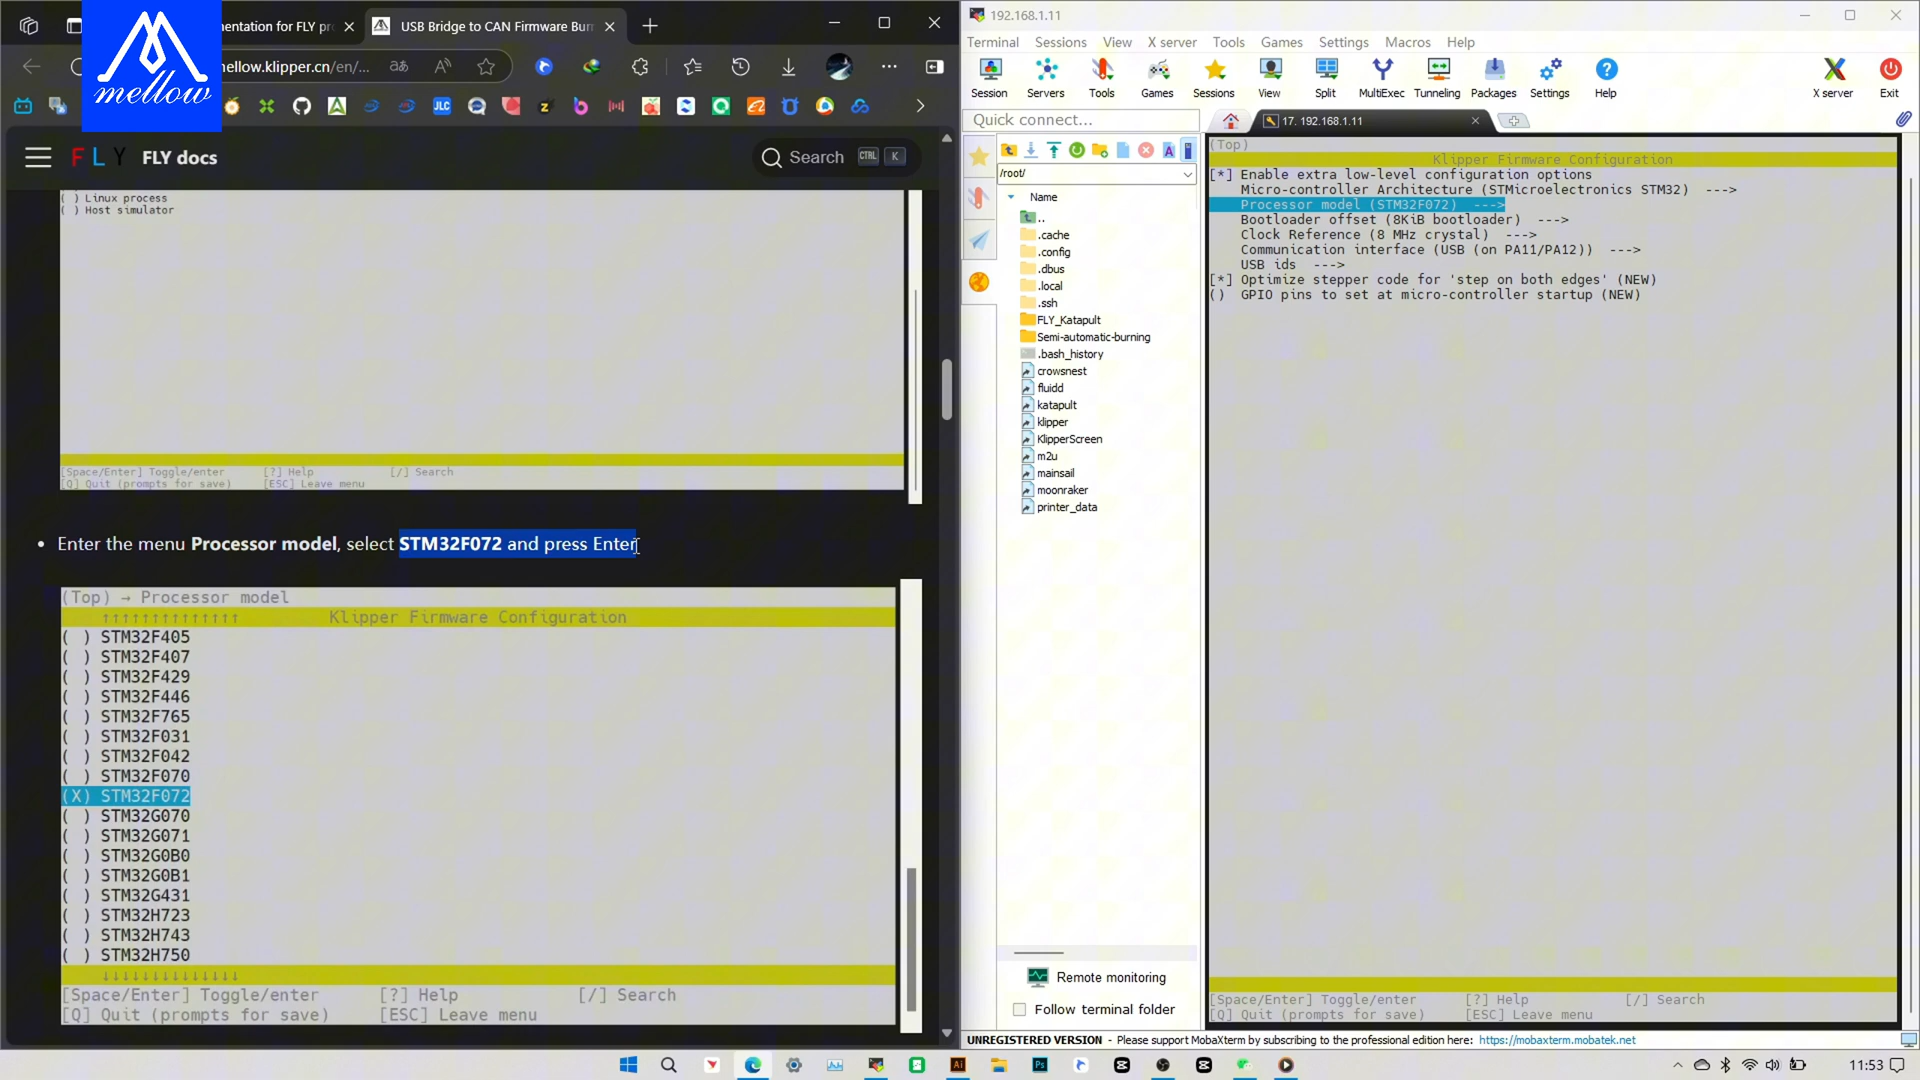 mellow
nentation for FLY pr
USB Bridge to CAN Firmware Bur
mellow.klipper.cn/en/...
FLY
FLY docs
Search
CTRL
K
( ) Linux process
( ) Host simulator
[Space/Enter] Toggle/enter [?] Help [/] Search
[Q] Quit (prompts for save) [ESC] Leave menu
Enter the menu Processor model, select STM32F072 and press Enter
(Top) → Processor model
↑↑↑↑↑↑↑↑↑↑↑↑↑↑ Klipper Firmware Configuration
( ) STM32F405
( ) STM32F407
( ) STM32F429
( ) STM32F446
( ) STM32F765
( ) STM32F031
( ) STM32F042
( ) STM32F070
(X) STM32F072
( ) STM32G070
( ) STM32G071
( ) STM32G0B0
( ) STM32G0B1
( ) STM32G431
( ) STM32H723
( ) STM32H743
( ) STM32H750
↓↓↓↓↓↓↓↓↓↓↓↓↓↓
[Space/Enter] Toggle/enter [?] Help [/] Search
[Q] Quit (prompts for save) [ESC] Leave menu
192.168.1.11
Terminal Sessions View X server Tools Games Settings Macros Help
Session Servers Tools Games Sessions View Split MultiExec Tunneling Packages Settings Help X server Exit
Quick connect...
17. 192.168.1.11
/root/
Name
..
.cache
.config
.dbus
.local
.ssh
FLY_Katapult
Semi-automatic-burning
.bash_history
crowsnest
fluidd
katapult
klipper
KlipperScreen
m2u
mainsail
moonraker
printer_data
Remote monitoring
Follow terminal folder
(Top)
Klipper Firmware Configuration
[*] Enable extra low-level configuration options
Micro-controller Architecture (STMicroelectronics STM32) --->
Processor model (STM32F072) --->
Bootloader offset (8KiB bootloader) --->
Clock Reference (8 MHz crystal) --->
Communication interface (USB (on PA11/PA12)) --->
USB ids --->
[*] Optimize stepper code for 'step on both edges' (NEW)
() GPIO pins to set at micro-controller startup (NEW)
[Space/Enter] Toggle/enter [?] Help [/] Search
[Q] Quit (prompts for save) [ESC] Leave menu
UNREGISTERED VERSION - Please support MobaXterm by subscribing to the professional edition here: https://mobaxterm.mobatek.net
11:53